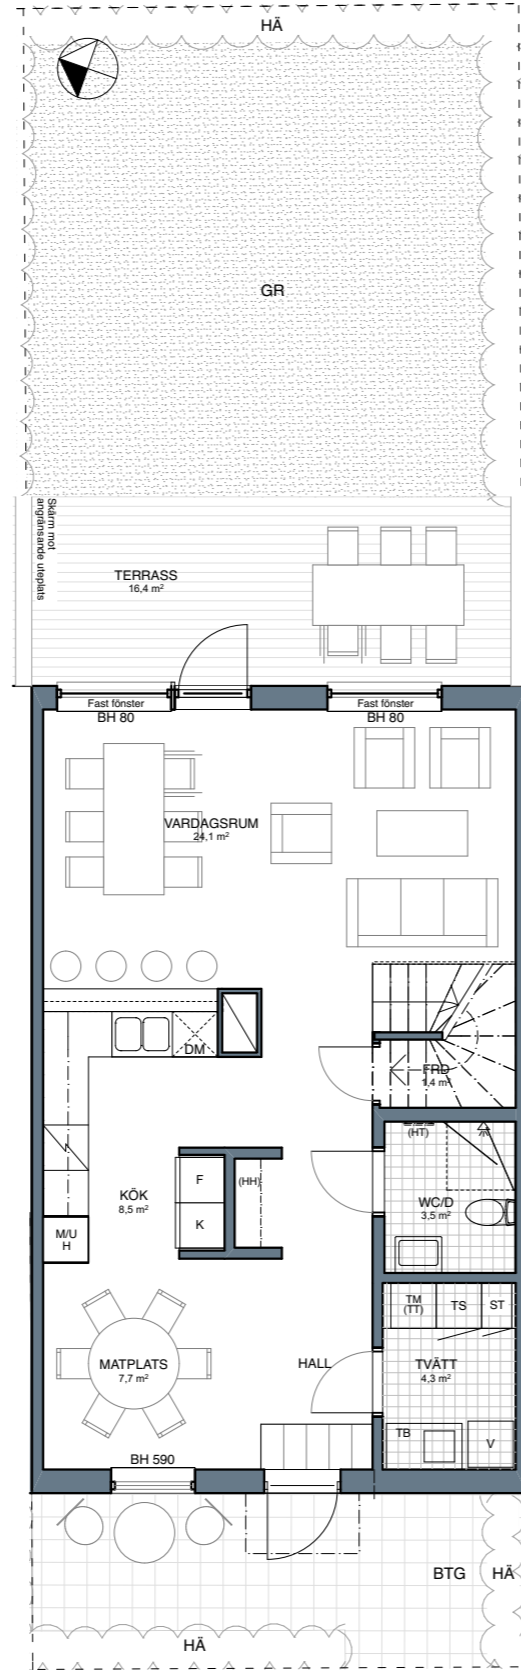 HÄ
GR
Skärm mot
angränsande uteplats
TERRASS
16,4 m²
Fast fönster
BH 80
Fast fönster
BH 80
VARDAGSRUM
24,1 m²
DM
FRD
1,4 m²
(HT)
F
(HH)
KÖK
8,5 m²
WC/D
3,5 m²
K
M/U
H
TM
(TT)
TS
ST
MATPLATS
7,7 m²
HALL
TVÄTT
4,3 m²
TB
V
BH 590
BTG
HÄ
HÄ